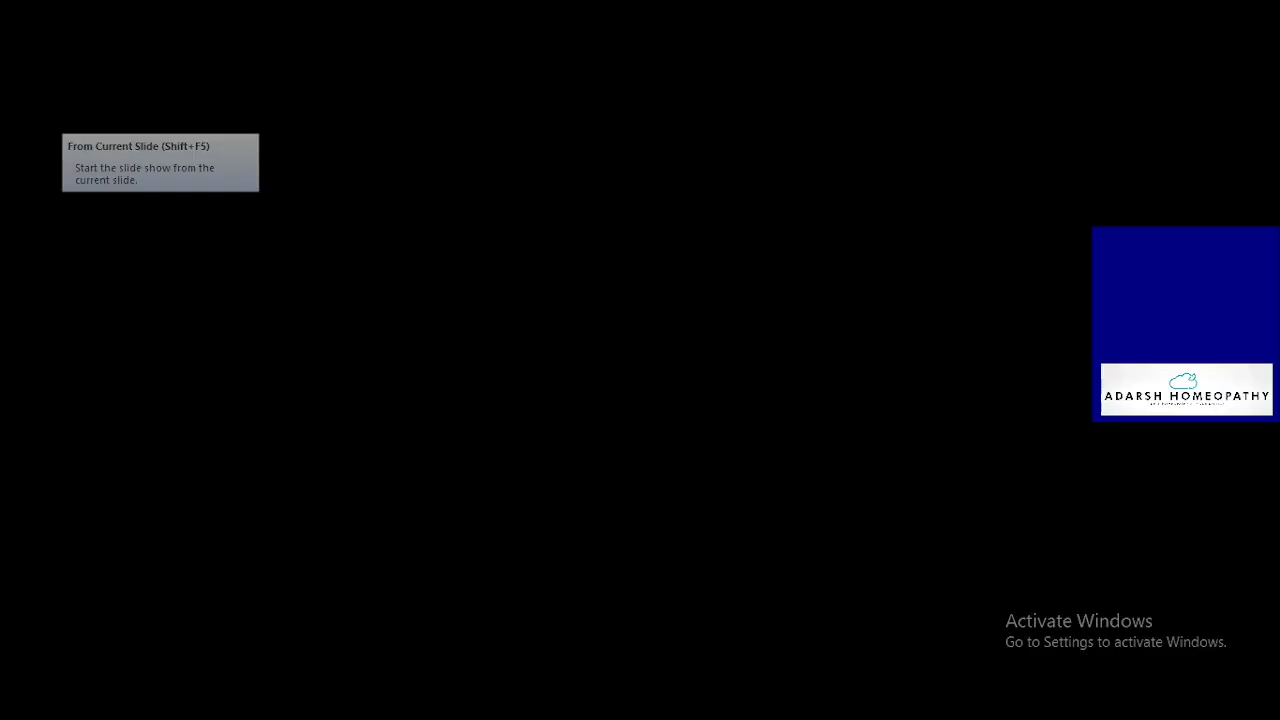 From Current Slide (Shift+F5)
Start the slide show from the
current slide.
ADARSH HOMEOPATHY
Activate Windows
Go to Settings to activate Windows.